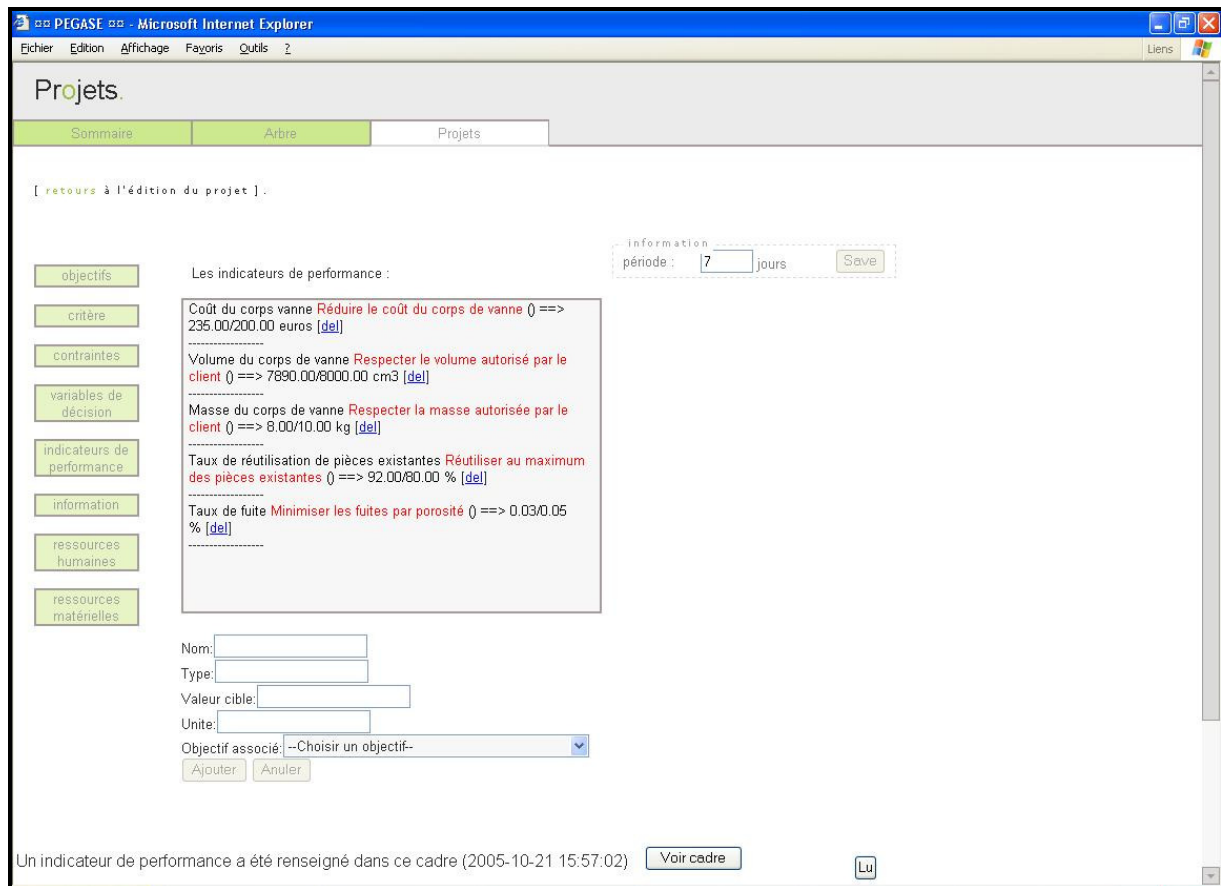 ¤¤ PEGASE ¤¤ - Microsoft Internet Explorer
Fichier Edition Affichage Favoris Outils ?
Liens
Projets.
Sommaire
Arbre
Projets
[ retours à l'édition du projet ] .
information
période : 7 jours Save
objectifs
critère
contraintes
variables de
décision
indicateurs de
performance
information
ressources
humaines
ressources
matérielles
Les indicateurs de performance :
Coût du corps vanne Réduire le coût du corps de vanne () ==>
235.00/200.00 euros [del]
------------------
Volume du corps de vanne Respecter le volume autorisé par le
client () ==> 7890.00/8000.00 cm3 [del]
------------------
Masse du corps de vanne Respecter la masse autorisée par le
client () ==> 8.00/10.00 kg [del]
------------------
Taux de réutilisation de pièces existantes Réutiliser au maximum
des pièces existantes () ==> 92.00/80.00 % [del]
------------------
Taux de fuite Minimiser les fuites par porosité () ==> 0.03/0.05
% [del]
------------------
Nom:
Type:
Valeur cible:
Unite:
Objectif associé: --Choisir un objectif--
Ajouter Anuler
Un indicateur de performance a été renseigné dans ce cadre (2005-10-21 15:57:02) Voir cadre
Lu